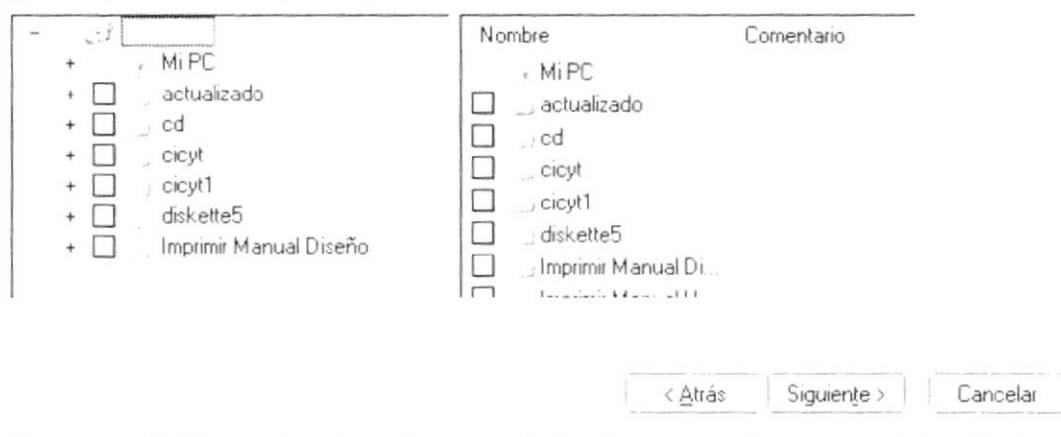 Mi PC
actualizado
cd
cicyt
cicyt1
diskette5
Imprimir Manual Diseño
Nombre Comentario
Mi PC
actualizado
cd
cicyt
cicyt1
diskette5
Imprimir Manual Di...
< Atrás Siguiente > Cancelar